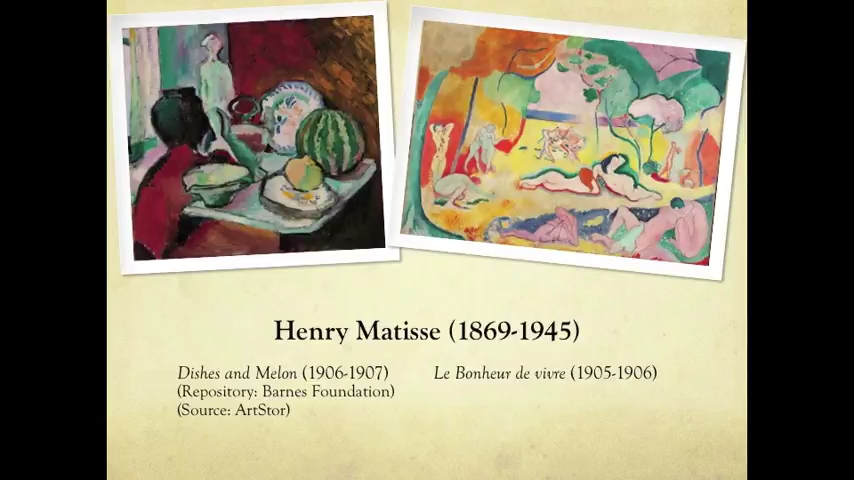 Henry Matisse (1869-1945)
Dishes and Melon (1906-1907)
(Repository: Barnes Foundation)
(Source: ArtStor)
Le Bonheur de vivre (1905-1906)